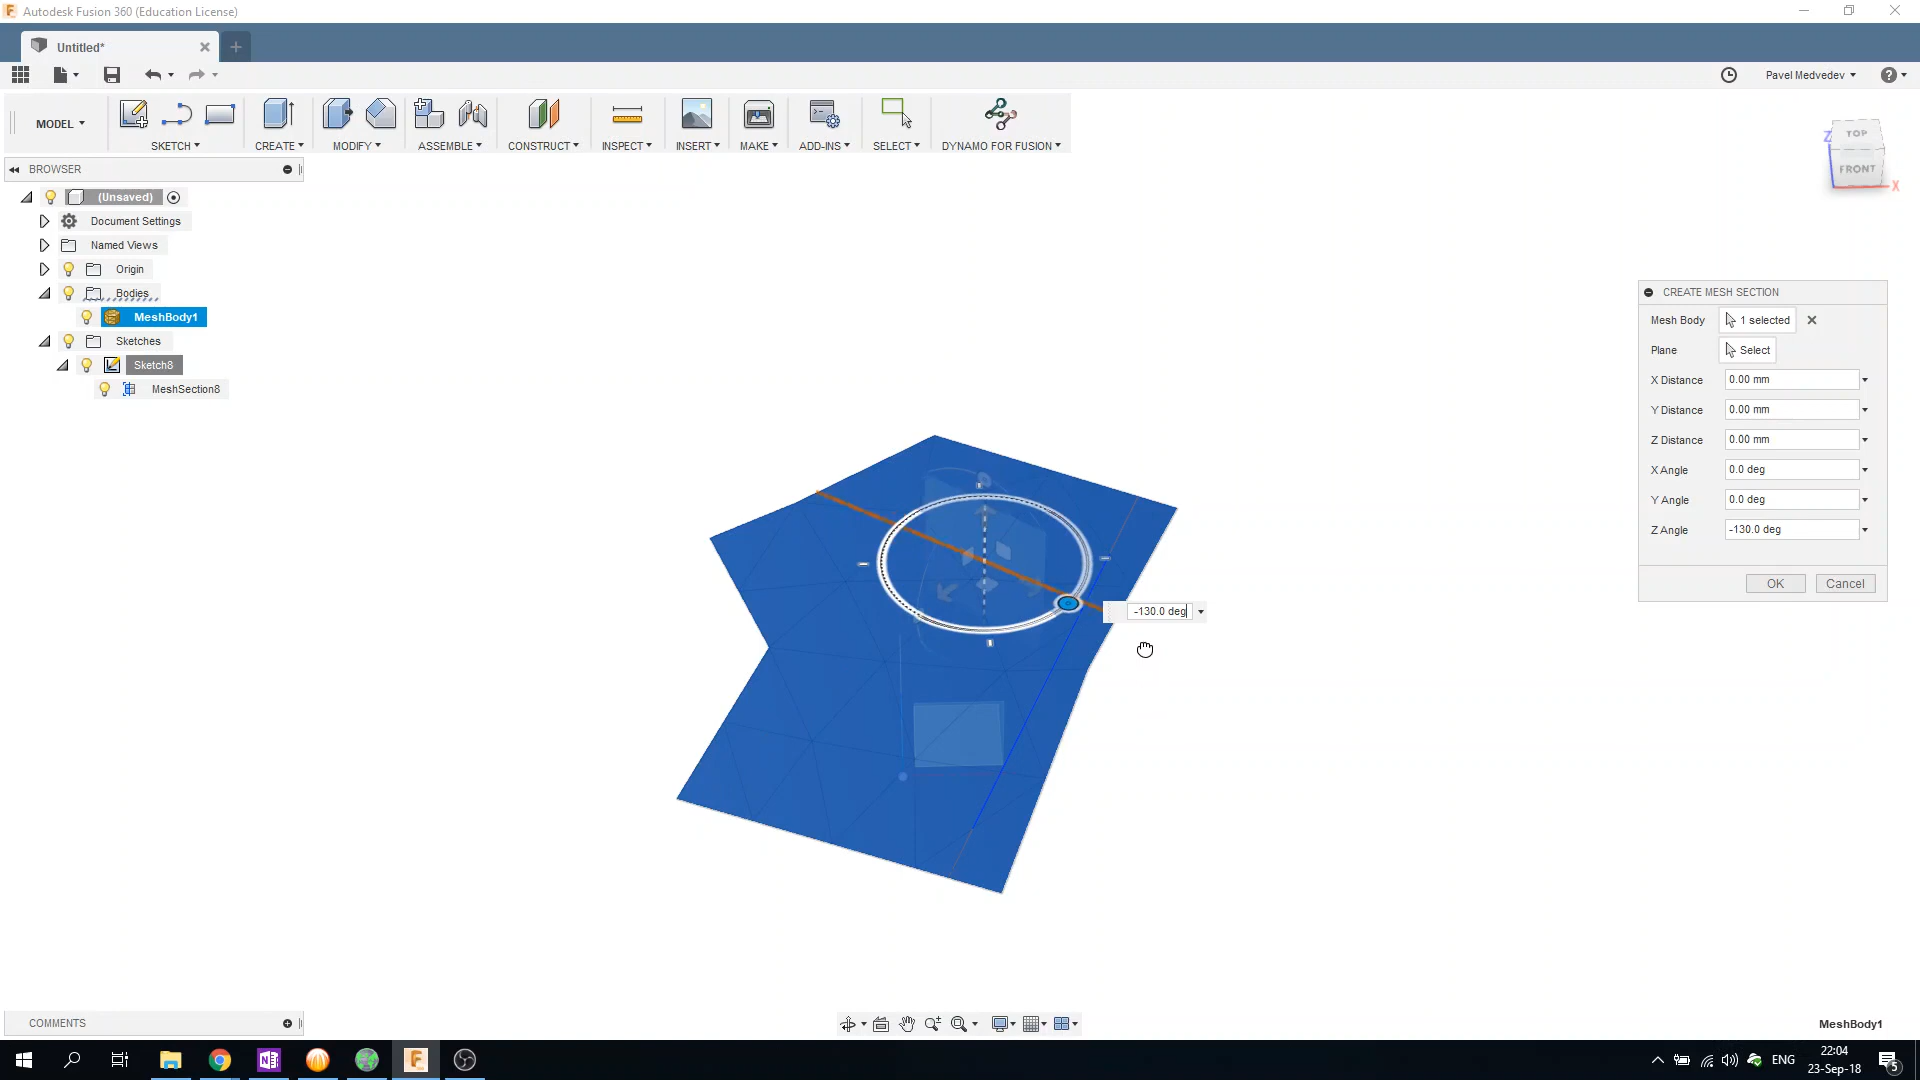 Autodesk Fusion 360 (Education License)
Untitled*
Pavel Medvedev
MODEL
SKETCH
CREATE
MODIFY
ASSEMBLE
CONSTRUCT
INSPECT
INSERT
MAKE
ADD-INS
SELECT
DYNAMO FOR FUSION
TOP
FRONT
Z
X
BROWSER
(Unsaved)
Document Settings
Named Views
Origin
Bodies
MeshBody1
Sketches
Sketch8
MeshSection8
CREATE MESH SECTION
Mesh Body 1 selected
Plane Select
X Distance 0.00 mm
Y Distance 0.00 mm
Z Distance 0.00 mm
X Angle 0.0 deg
Y Angle 0.0 deg
Z Angle -130.0 deg
OK Cancel
-130.0 deg
COMMENTS
MeshBody1
ENG
22:04
23-Sep-18
5